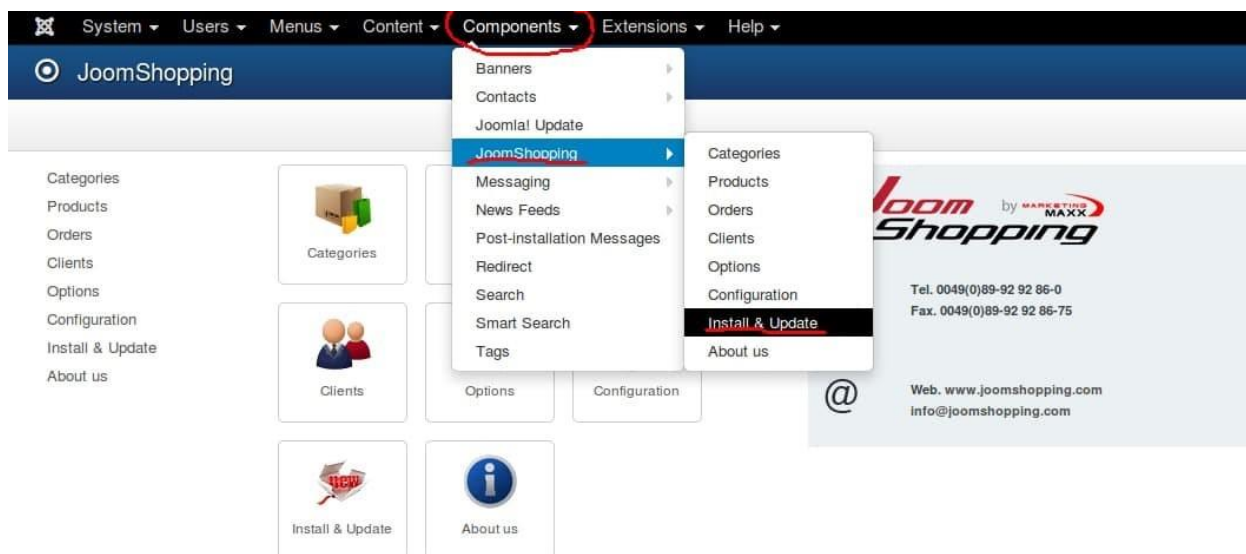 System Users Menus Content Components Extensions Help
JoomShopping
Banners
Contacts
Joomla! Update
JoomShopping
Messaging
News Feeds
Post-installation Messages
Redirect
Search
Smart Search
Tags
Categories
Products
Orders
Clients
Options
Configuration
Install & Update
About us
Categories
Products
Orders
Clients
Options
Configuration
Install & Update
About us
Categories
Clients
Options
Configuration
new
Install & Update
About us
Joom by MARKETING MAXX
Shopping
Tel. 0049(0)89-92 92 86-0
Fax. 0049(0)89-92 92 86-75
@
Web. www.joomshopping.com
info@joomshopping.com